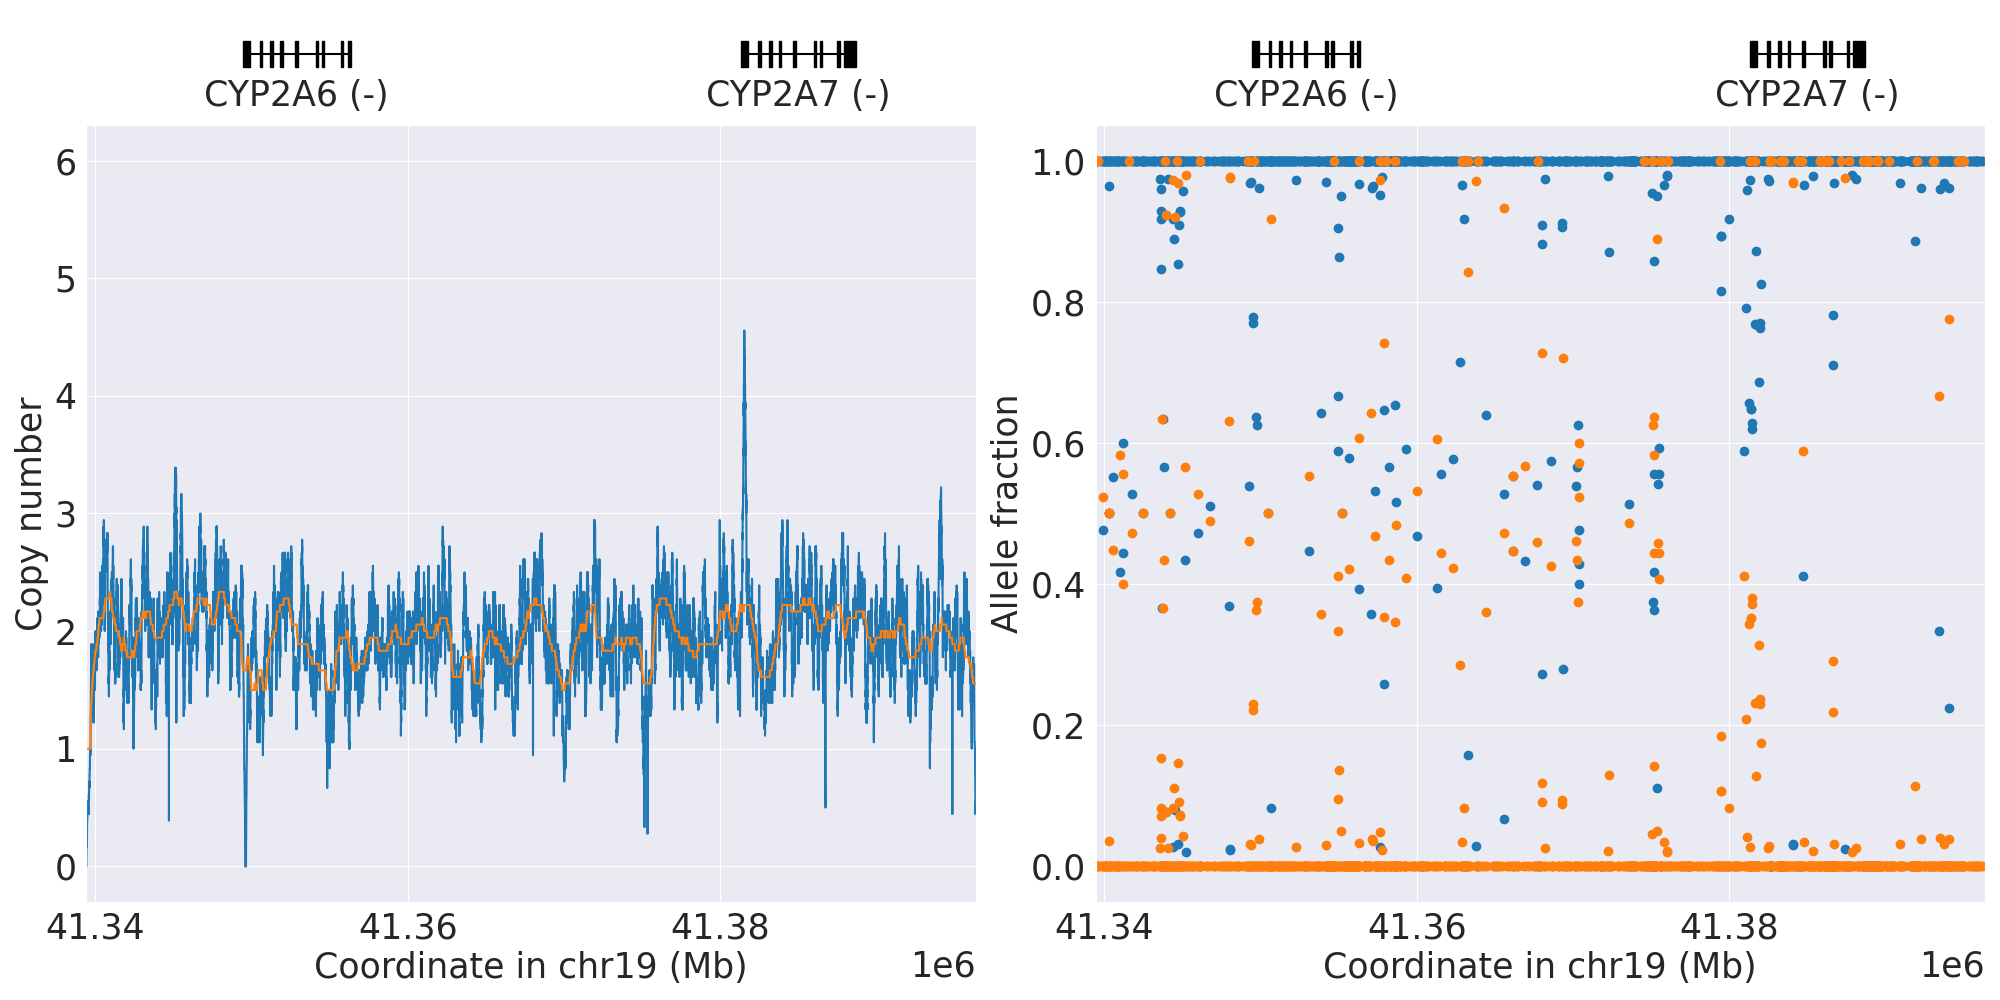 CYP2A6 (-)
CYP2A7 (-)
6
5
4
3
2
1
0
Copy number
41.34
41.36
41.38
Coordinate in chr19 (Mb)
1e6
CYP2A6 (-)
CYP2A7 (-)
1.0
0.8
0.6
0.4
0.2
0.0
Allele fraction
41.34
41.36
41.38
Coordinate in chr19 (Mb)
1e6